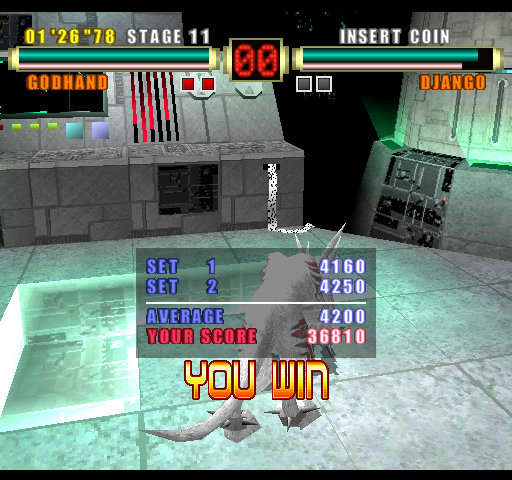 01'26"78 STAGE 11 INSERT COIN
00
GODHAND DJANGO
SET 1 4160
SET 2 4250
AVERAGE 4200
YOUR SCORE 36810
YOU WIN